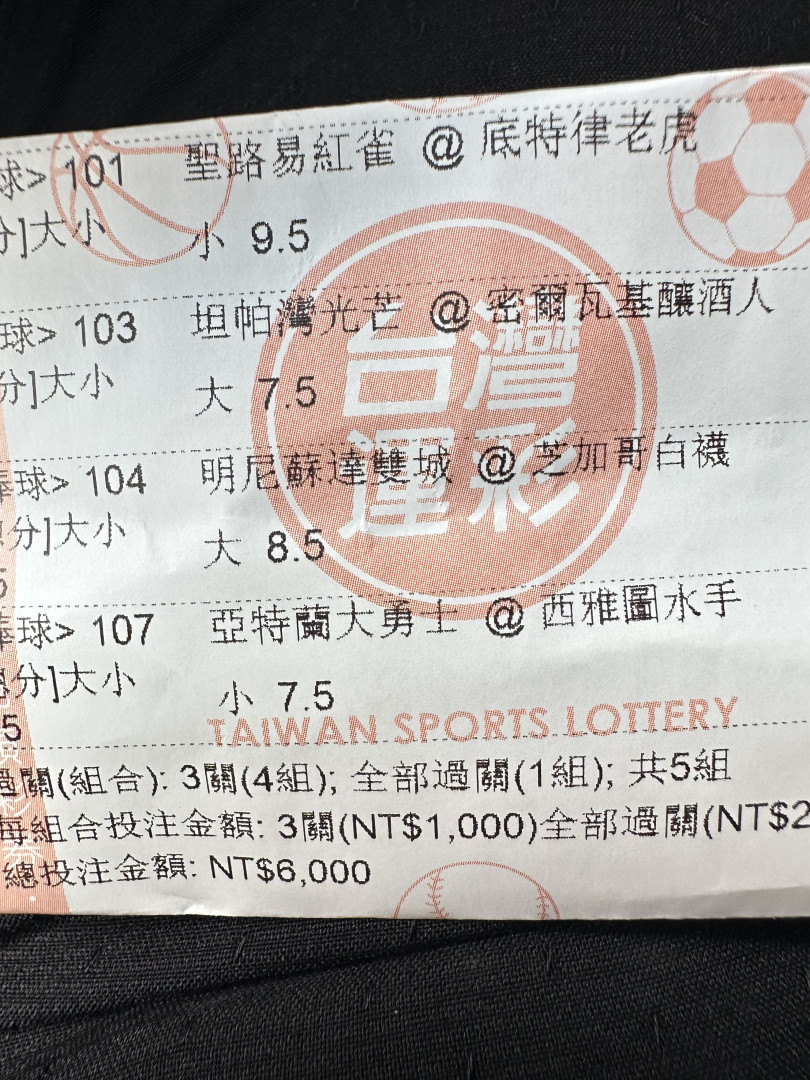 球> 101 聖路易紅雀 @ 底特律老虎
分]大小 小 9.5
球> 103 坦帕灣光芒 @ 密爾瓦基釀酒人
分]大小 大 7.5
棒球> 104 明尼蘇達雙城 @ 芝加哥白襪
分]大小 大 8.5
5
棒球> 107 亞特蘭大勇士 @ 西雅圖水手
分]大小 小 7.5
5
台灣
運彩
TAIWAN SPORTS LOTTERY
過關(組合): 3關(4組); 全部過關(1組); 共5組
每組合投注金額: 3關(NT$1,000)全部過關(NT$2
總投注金額: NT$6,000